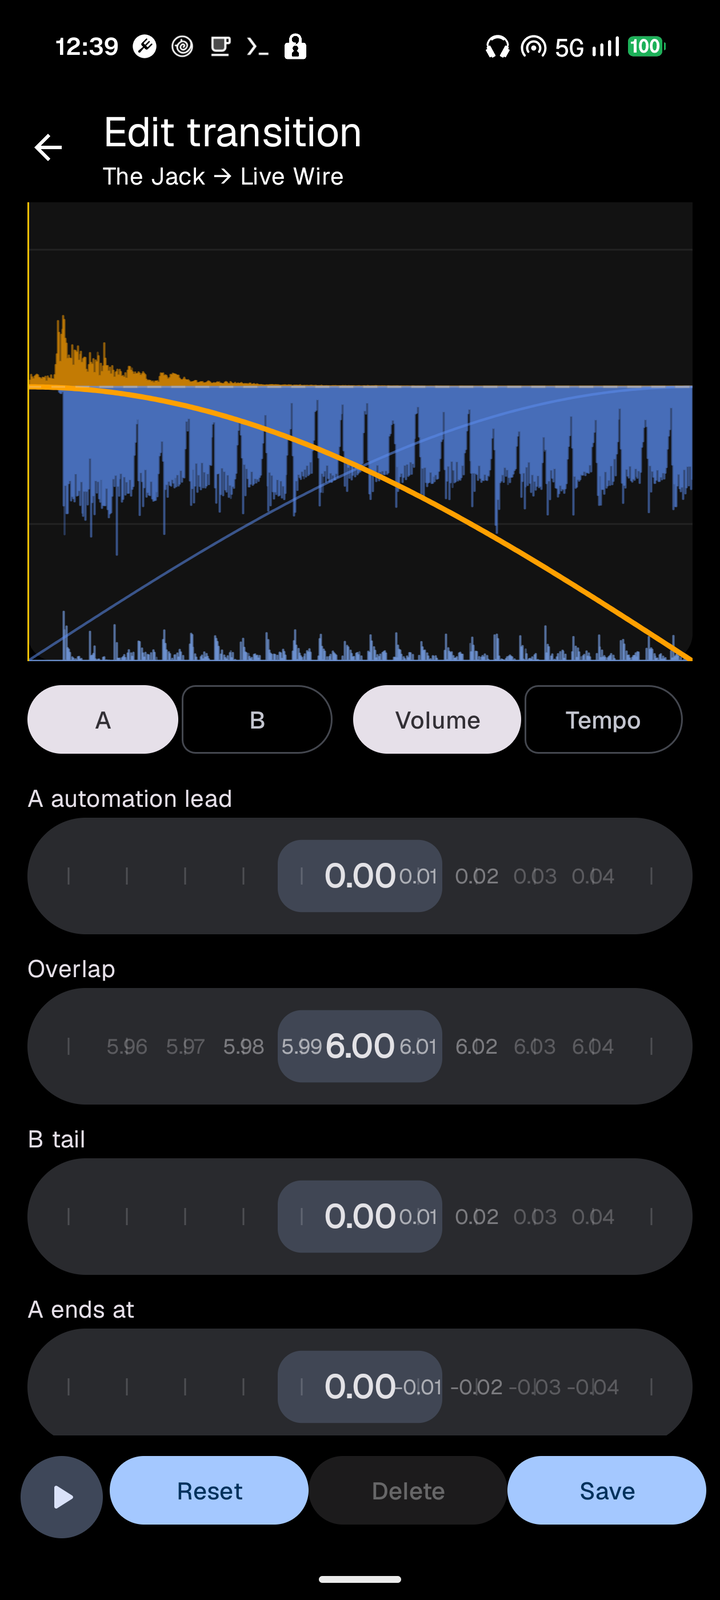 12:39
5G 100
Edit transition
The Jack → Live Wire
A B Volume Tempo
A automation lead
0.00 0.01 0.02 0.03 0.04
Overlap
5.96 5.97 5.98 5.99 6.00 6.01 6.02 6.03 6.04
B tail
0.00 0.01 0.02 0.03 0.04
A ends at
0.00 -0.01 -0.02 -0.03 -0.04
Reset Delete Save